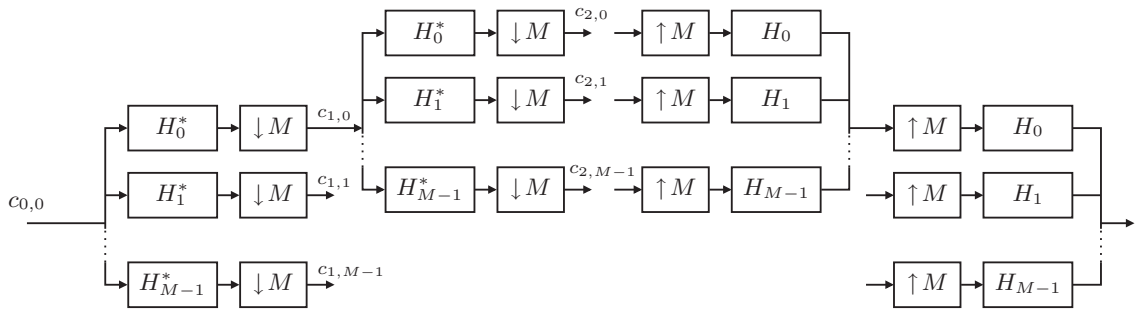 $H_0^*$ ↓M $c_{2,0}$ ↑M $H_0$
$H_1^*$ ↓M $c_{2,1}$ ↑M $H_1$
$H_0^*$ ↓M $c_{1,0}$ ↑M $H_0$
$H_{M-1}^*$ ↓M $c_{2,M-1}$ ↑M $H_{M-1}$
$c_{0,0}$ $H_1^*$ ↓M $c_{1,1}$ ↑M $H_1$
$H_{M-1}^*$ ↓M $c_{1,M-1}$ ↑M $H_{M-1}$